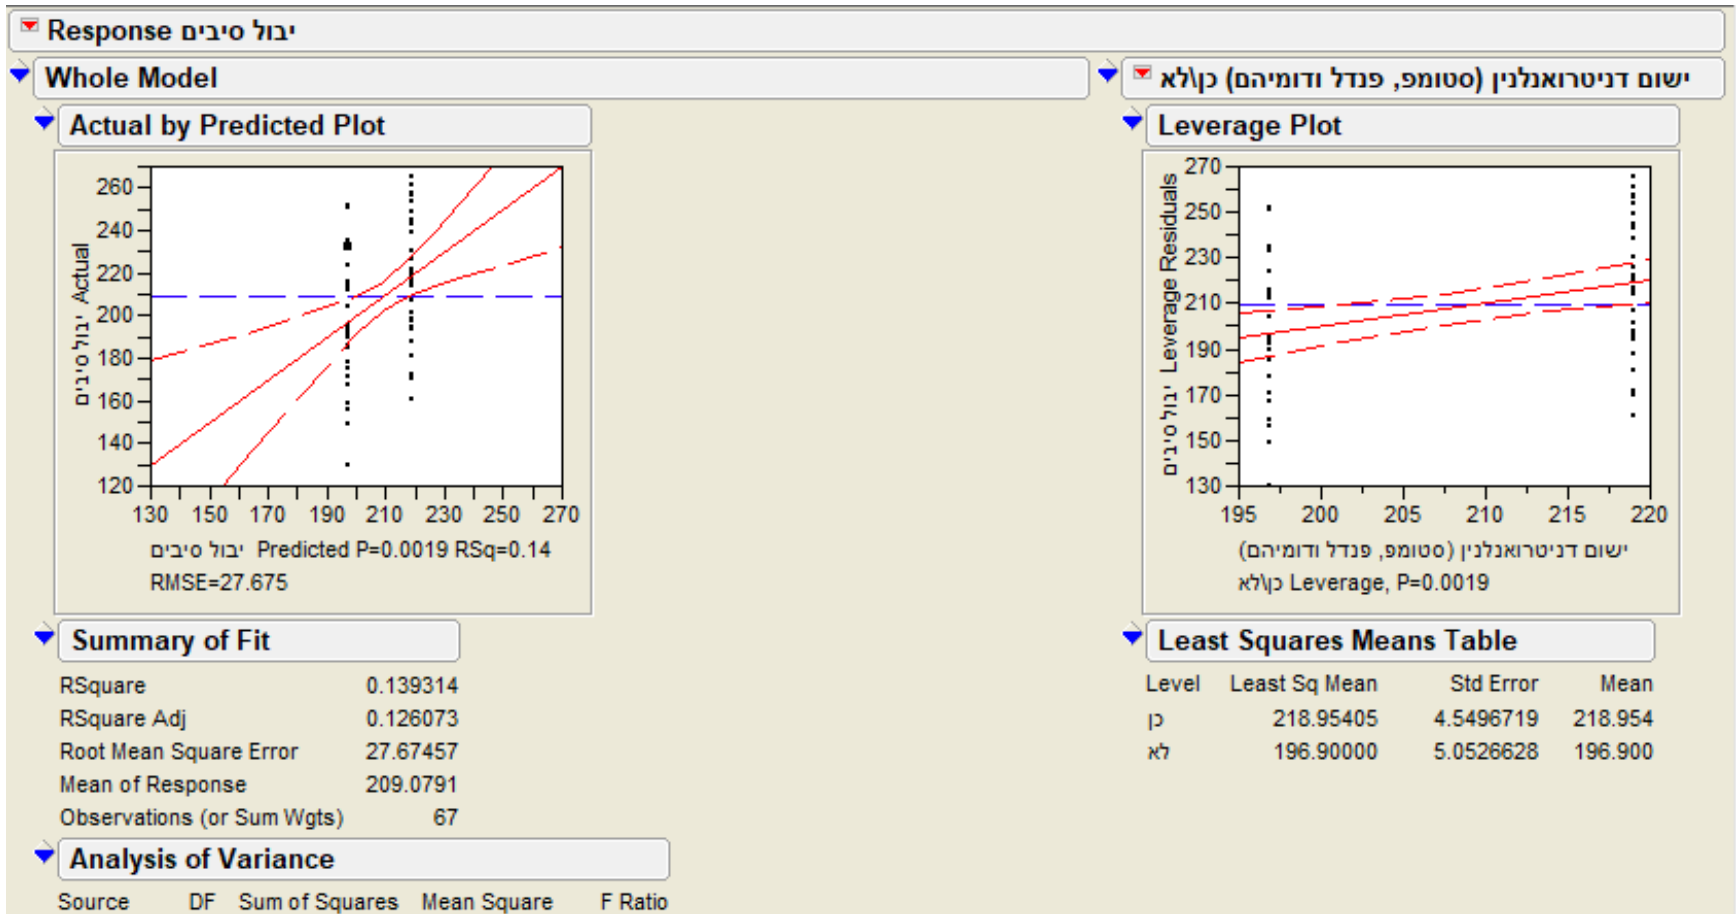 Response יבול סיבים
Whole Model
Actual by Predicted Plot
260
240
220
200
180
160
140
120
יבול סיבים Actual
130 150 170 190 210 230 250 270
יבול סיבים Predicted P=0.0019 RSq=0.14
RMSE=27.675
Summary of Fit
RSquare 0.139314
RSquare Adj 0.126073
Root Mean Square Error 27.67457
Mean of Response 209.0791
Observations (or Sum Wgts) 67
Analysis of Variance
Source DF Sum of Squares Mean Square F Ratio
ישום דניטרואנלנין (סטומפ, פנדל ודומיהם) כן\לא
Leverage Plot
270
250
230
210
190
170
150
130
יבול סיבים Leverage Residuals
195 200 205 210 215 220
ישום דניטרואנלנין (סטומפ, פנדל ודומיהם)
כן\לא Leverage, P=0.0019
Least Squares Means Table
Level Least Sq Mean Std Error Mean
כן 218.95405 4.5496719 218.954
לא 196.90000 5.0526628 196.900